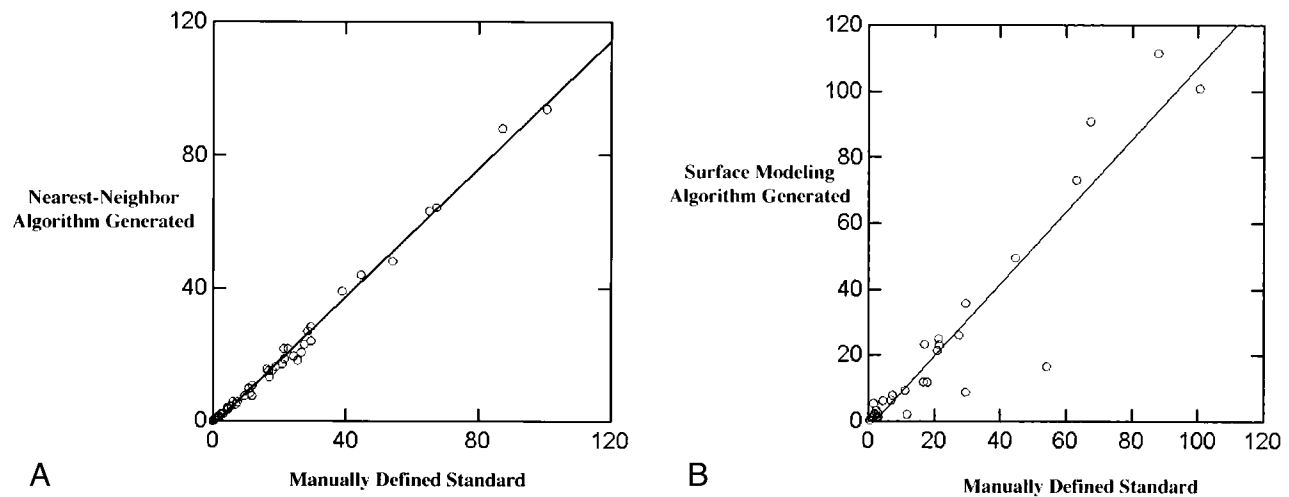 120
80
40
0
Nearest-Neighbor
Algorithm Generated
0 40 80 120
Manually Defined Standard
A
120
100
80
60
40
20
0
Surface Modeling
Algorithm Generated
0 20 40 60 80 100 120
Manually Defined Standard
B